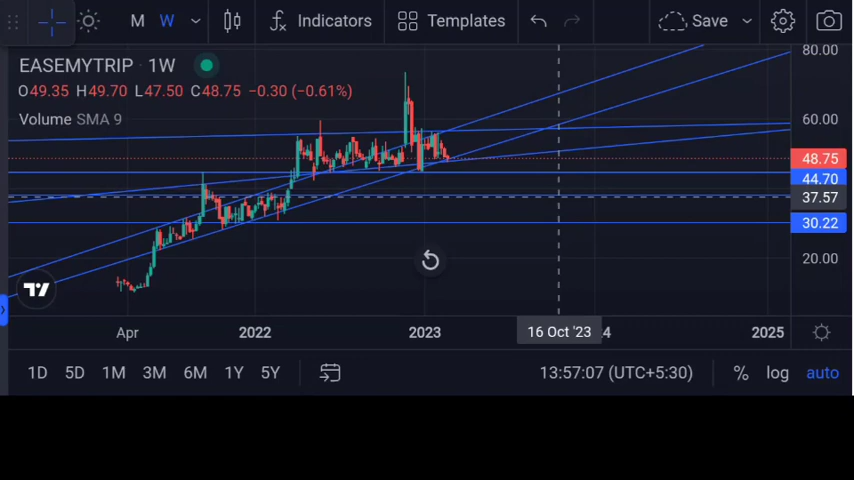 M W Indicators Templates Save
EASEMYTRIP · 1W
O49.35 H49.70 L47.50 C48.75 −0.30 (−0.61%)
Volume SMA 9
80.00
60.00
48.75
44.70
37.57
30.22
20.00
Apr 2022 2023 16 Oct '23 4 2025
1D 5D 1M 3M 6M 1Y 5Y 13:57:07 (UTC+5:30) % log auto